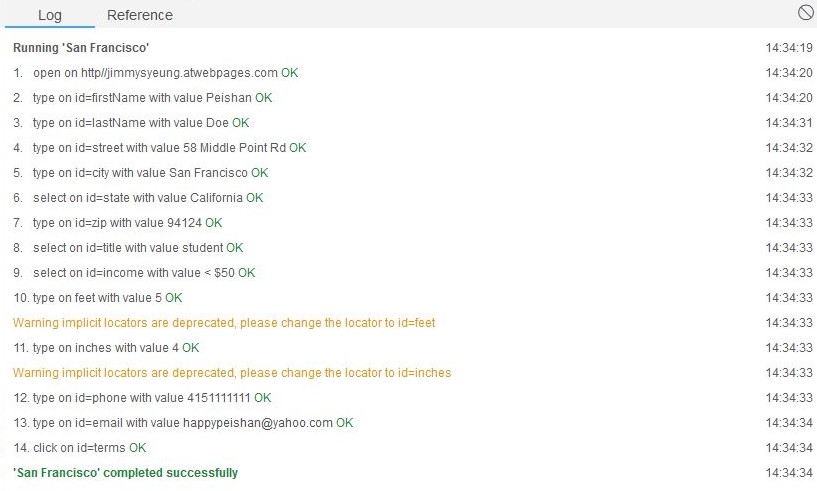 Log Reference
Running 'San Francisco' 14:34:19
1. open on http//jimmysyeung.atwebpages.com OK 14:34:20
2. type on id=firstName with value Peishan OK 14:34:20
3. type on id=lastName with value Doe OK 14:34:31
4. type on id=street with value 58 Middle Point Rd OK 14:34:32
5. type on id=city with value San Francisco OK 14:34:32
6. select on id=state with value California OK 14:34:33
7. type on id=zip with value 94124 OK 14:34:33
8. select on id=title with value student OK 14:34:33
9. select on id=income with value < $50 OK 14:34:33
10. type on feet with value 5 OK 14:34:33
Warning implicit locators are deprecated, please change the locator to id=feet 14:34:33
11. type on inches with value 4 OK 14:34:33
Warning implicit locators are deprecated, please change the locator to id=inches 14:34:33
12. type on id=phone with value 4151111111 OK 14:34:33
13. type on id=email with value happypeishan@yahoo.com OK 14:34:34
14. click on id=terms OK 14:34:34
'San Francisco' completed successfully 14:34:34